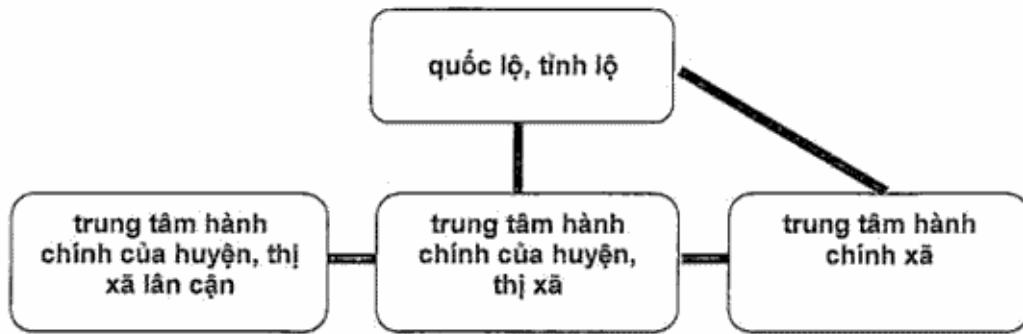 quốc lộ, tỉnh lộ
trung tâm hành
chính của huyện, thị
xã lân cận
trung tâm hành
chính của huyện,
thị xã
trung tâm hành
chính xã